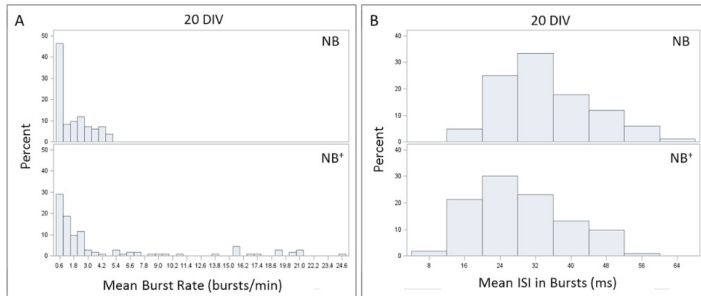 A
20 DIV
50
40
30
20
10
0
NB
Percent
50
40
30
20
10
0
NB⁺
0.6 1.8 3.0 4.2 5.4 6.6 7.8 9.0 10.2 11.4 12.6 13.8 15.0 16.2 17.4 18.6 19.8 21.0 22.2 23.4 24.6
Mean Burst Rate (bursts/min)
B
20 DIV
40
30
20
10
0
NB
Percent
40
30
20
10
0
NB⁺
8 16 24 32 40 48 56 64
Mean ISI in Bursts (ms)